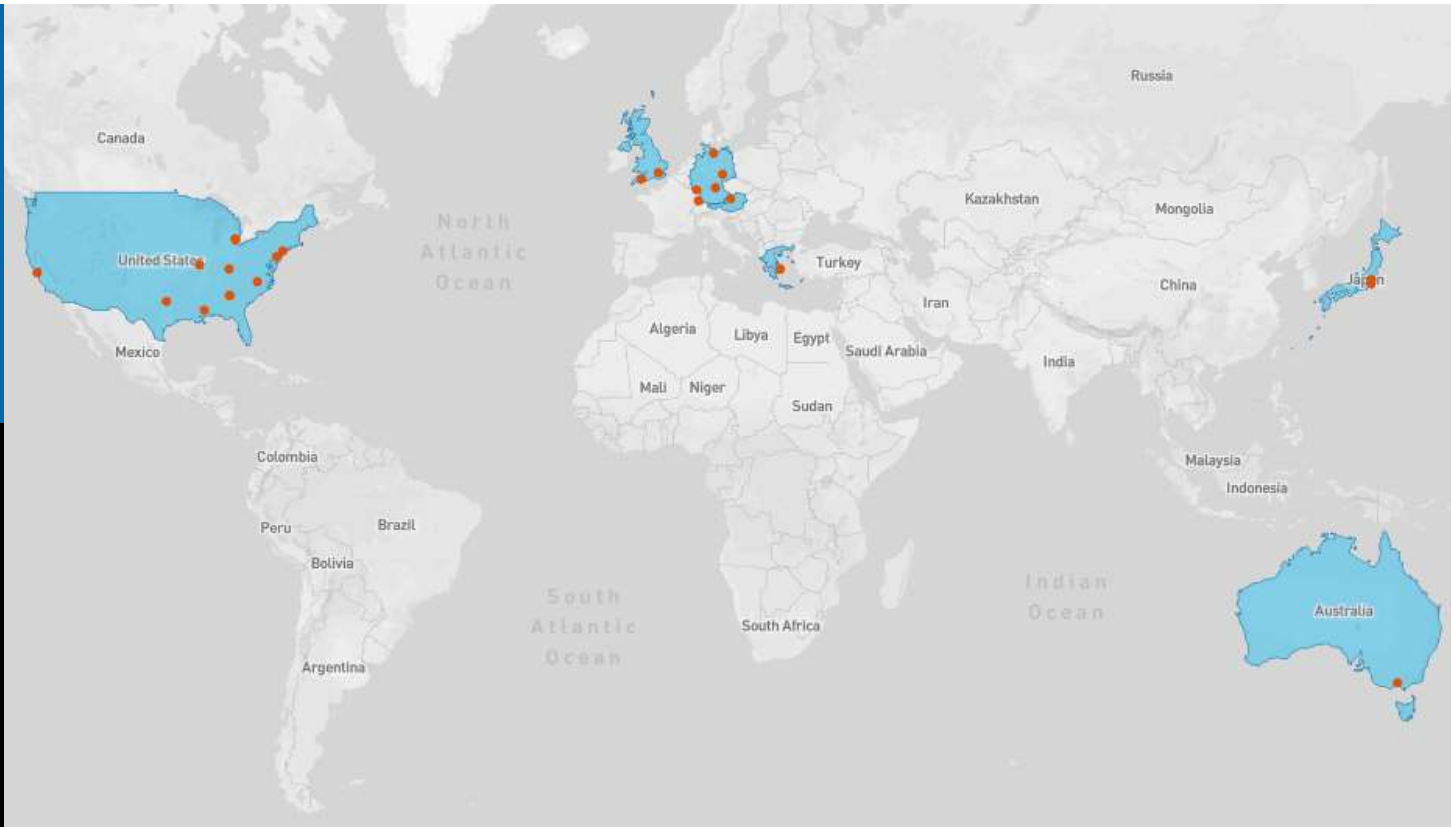 Russia
Canada
Kazakhstan
Mongolia
North
Atlantic
Ocean
United States
Turkey
Japan
China
Iran
Algeria
Libya
Egypt
Saudi Arabia
Mexico
India
Mali
Niger
Sudan
Colombia
Malaysia
Indonesia
Peru
Brazil
Bolivia
South
Atlantic
Ocean
Indian
Ocean
Australia
South Africa
Argentina